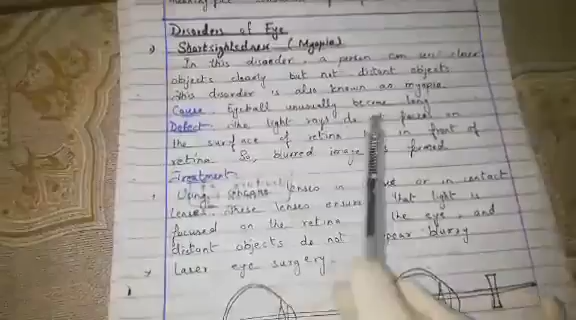 Disorders of Eye
1) Shortsightedness (Myopia)
In this disorder, a person can see close
objects clearly but not distant objects
This disorder is also known as myopia.
Cause Eyeball unusually become long
Defect The light rays do focus on
the surface of retina in front of
retina So, blurred image is formed
Treatment
Using lenses in or in contact
lenses. These lenses ensure that light is
focused on the retina the eye, and
distant objects do not blurry
Laser eye surgery.